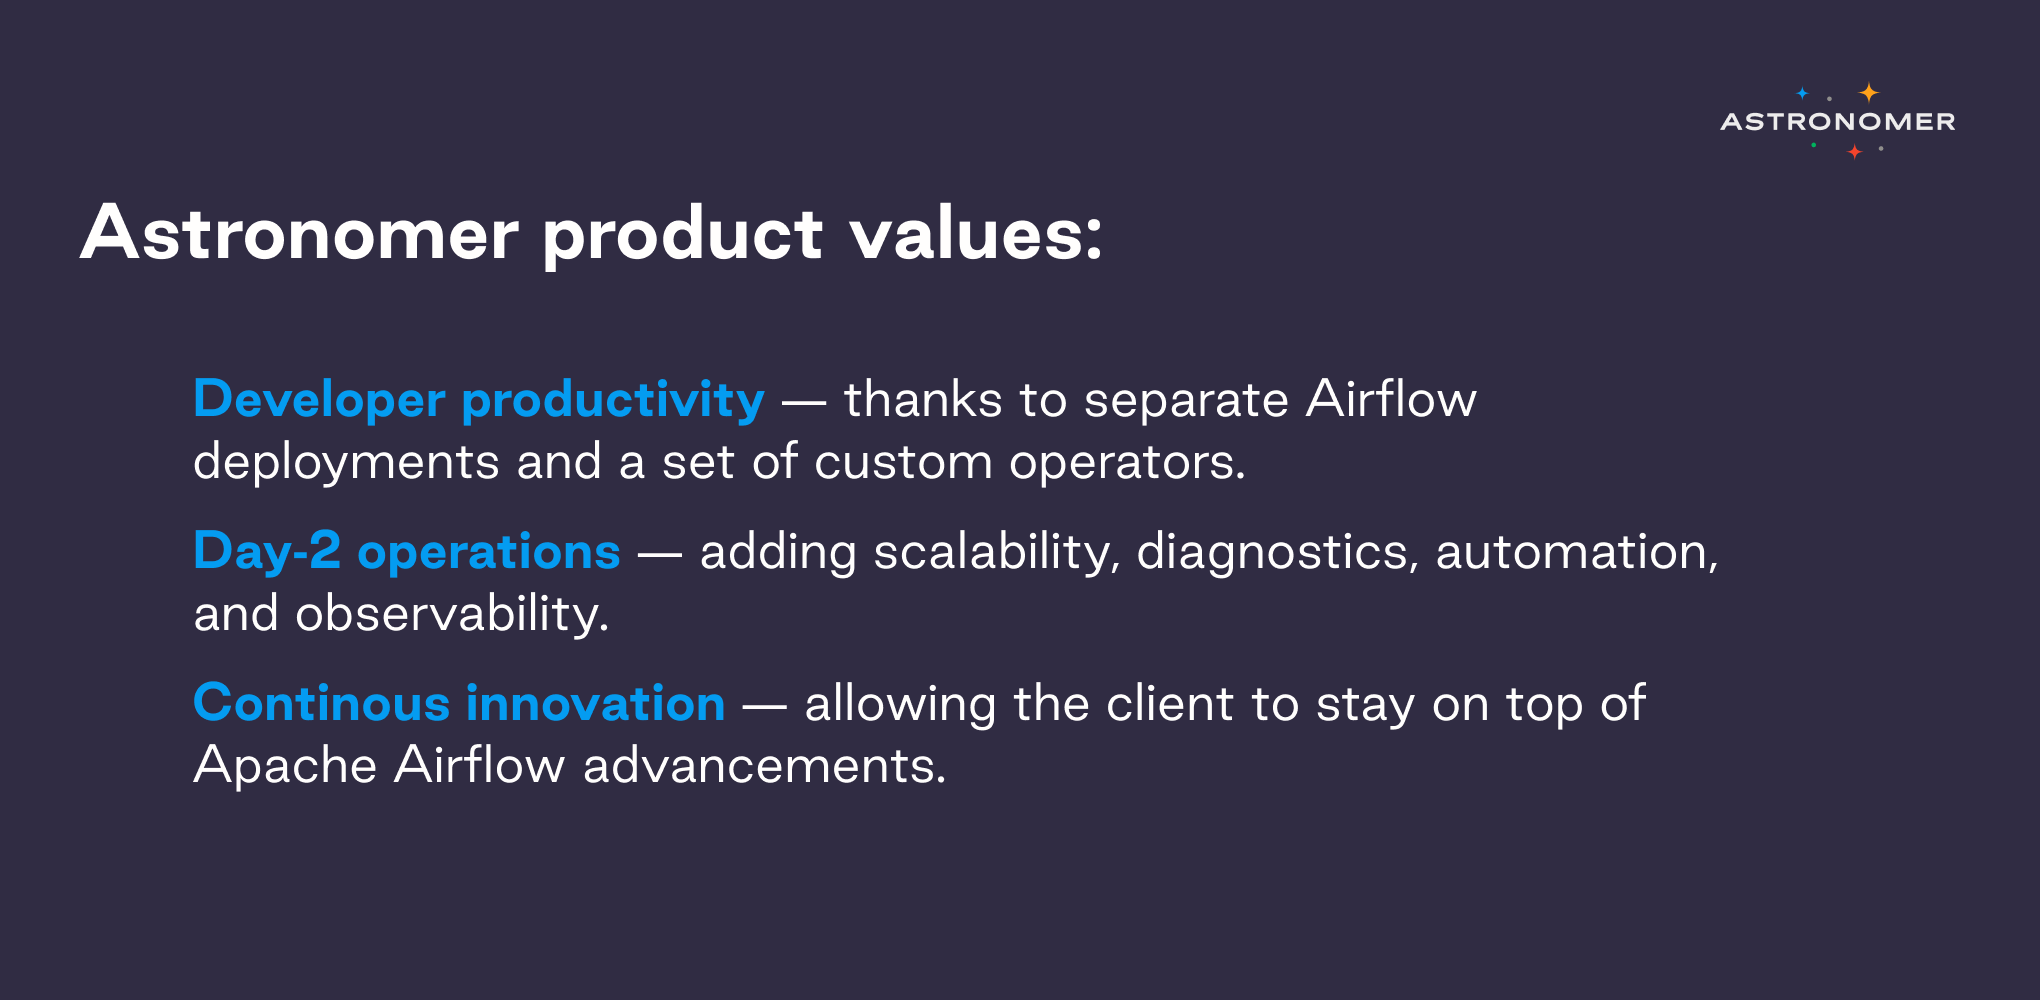 ASTRONOMER
Astronomer product values:
Developer productivity — thanks to separate Airflow
deployments and a set of custom operators.
Day-2 operations — adding scalability, diagnostics, automation,
and observability.
Continous innovation — allowing the client to stay on top of
Apache Airflow advancements.